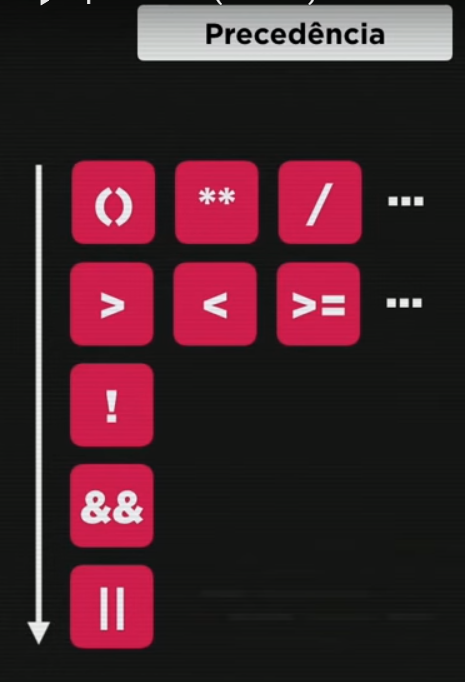 Precedência
() ** / ...
> < >= ...
!
&&
||